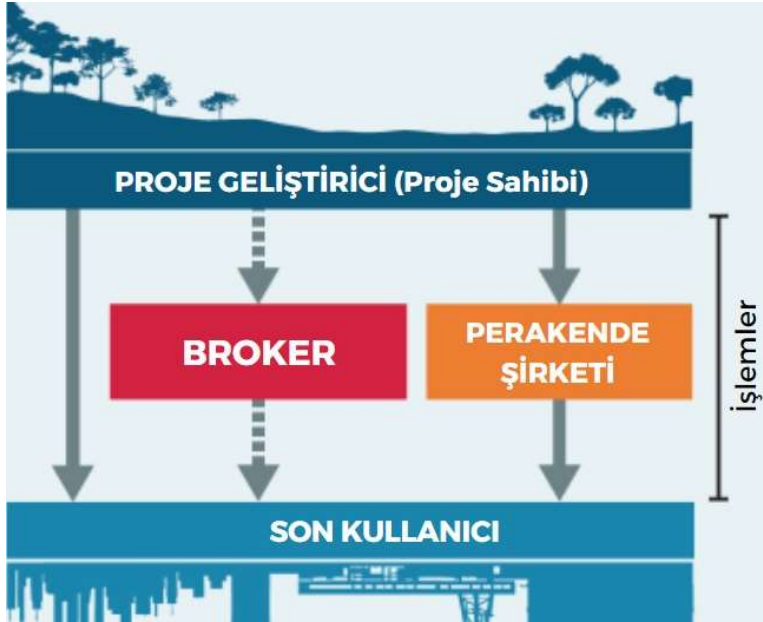 PROJE GELİŞTİRİCİ (Proje Sahibi)
BROKER
PERAKENDE
ŞİRKETİ
İşlemler
SON KULLANICI